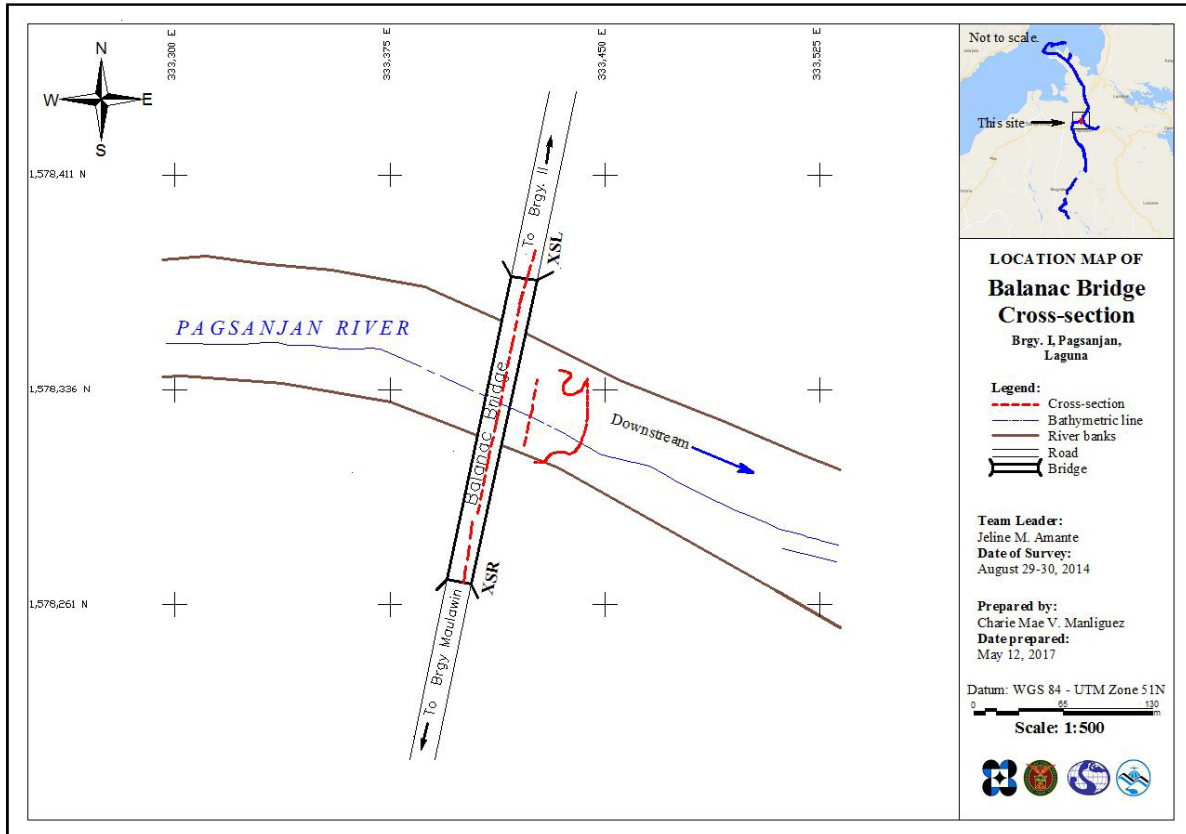 333,300 E
333,375 E
333,450 E
333,525 E
N
W
E
S
1,578,411 N
1,578,336 N
1,578,261 N
To Brgy. II
XSL
PAGSANJAN RIVER
Balanac Bridge
Downstream
XSR
To Brgy Maulawin
Not to scale.
This site
LOCATION MAP OF
Balanac Bridge
Cross-section
Brgy. I, Pagsanjan,
Laguna
Legend:
Cross-section
Bathymetric line
River banks
Road
Bridge
Team Leader:
Jeline M. Amante
Date of Survey:
August 29-30, 2014
Prepared by:
Charie Mae V. Manliguez
Date prepared:
May 12, 2017
Datum: WGS 84 - UTM Zone 51N
0 65 130
m
Scale: 1:500